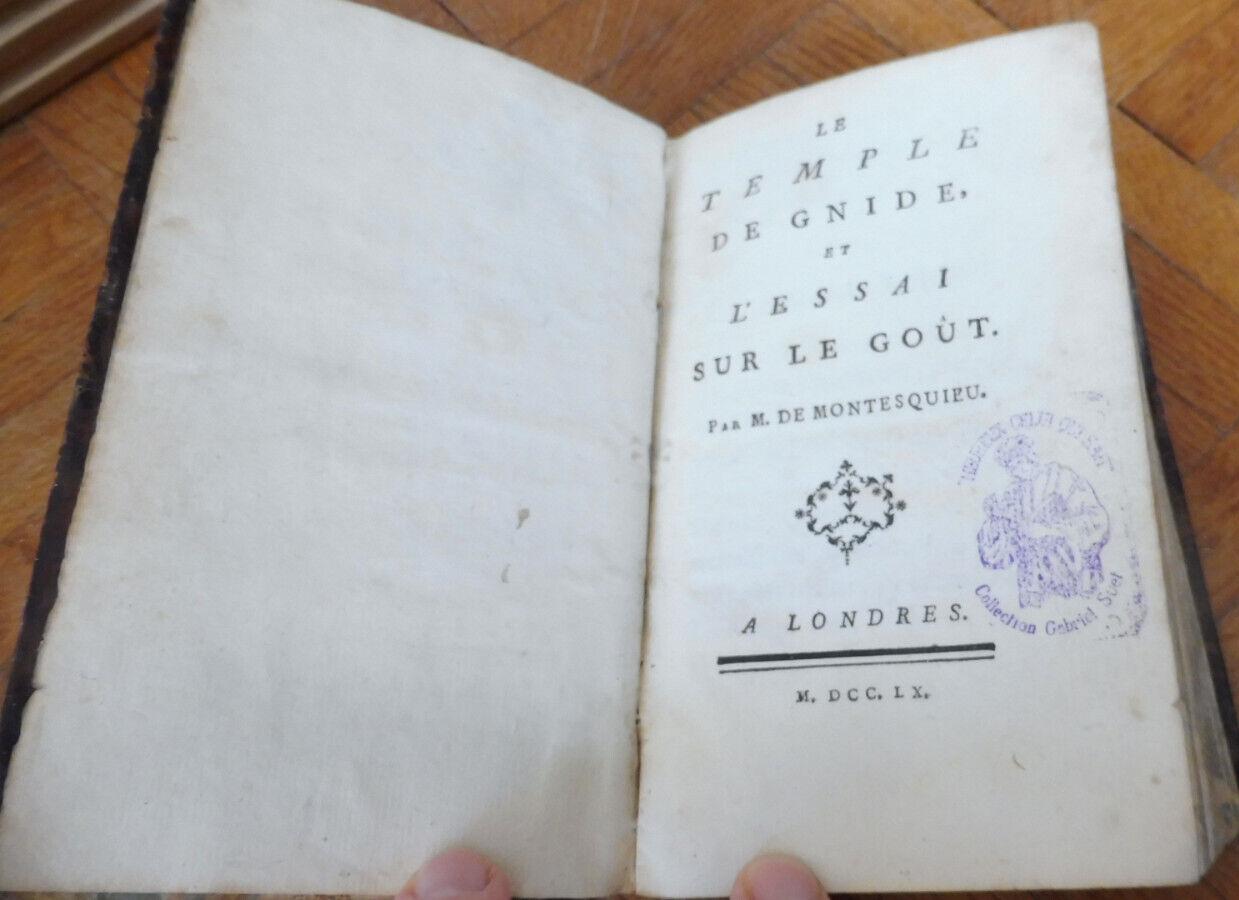 LE
TEMPLE
DE GNIDE,
ET
L'ESSAI
SUR LE GOÛT.
PAR M. DE MONTESQUIEU.
Collection Gabriel
A LONDRES.
M. DCC. LX.